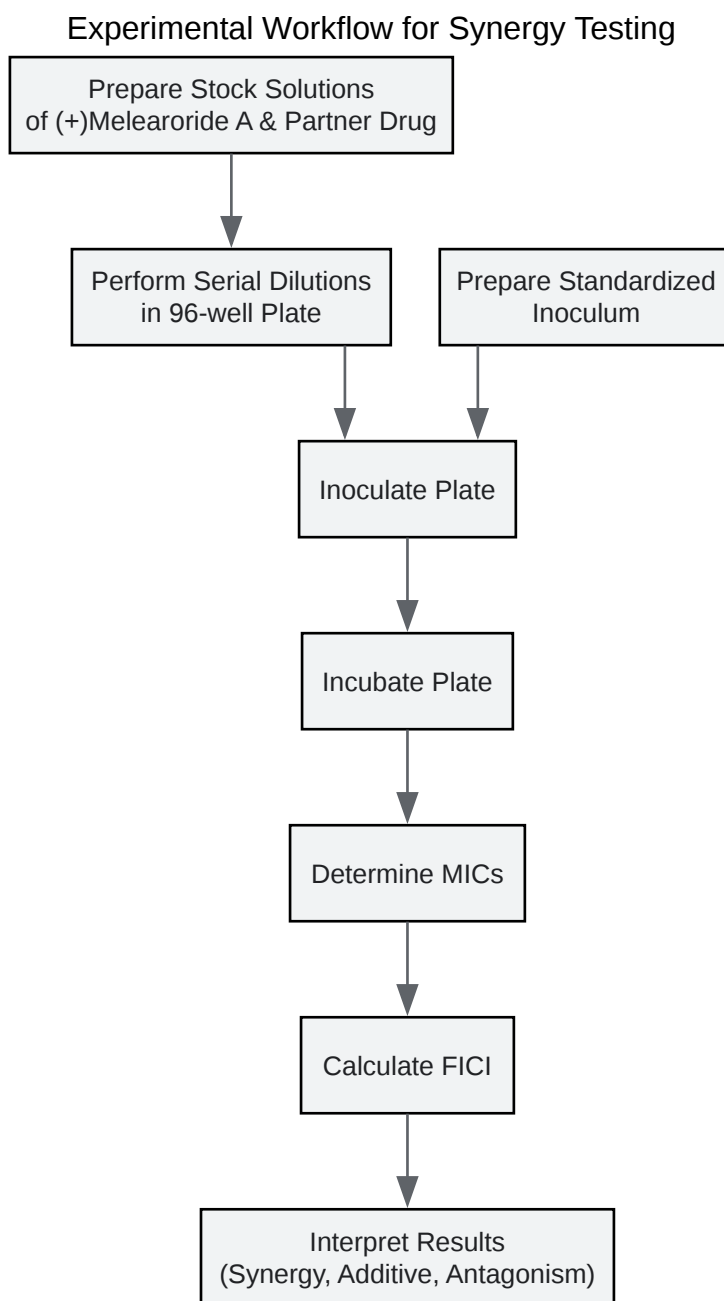 Experimental Workflow for Synergy Testing
Prepare Stock Solutions
of (+)Melearoride A & Partner Drug
Perform Serial Dilutions
in 96-well Plate
Prepare Standardized
Inoculum
Inoculate Plate
Incubate Plate
Determine MICs
Calculate FICI
Interpret Results
(Synergy, Additive, Antagonism)